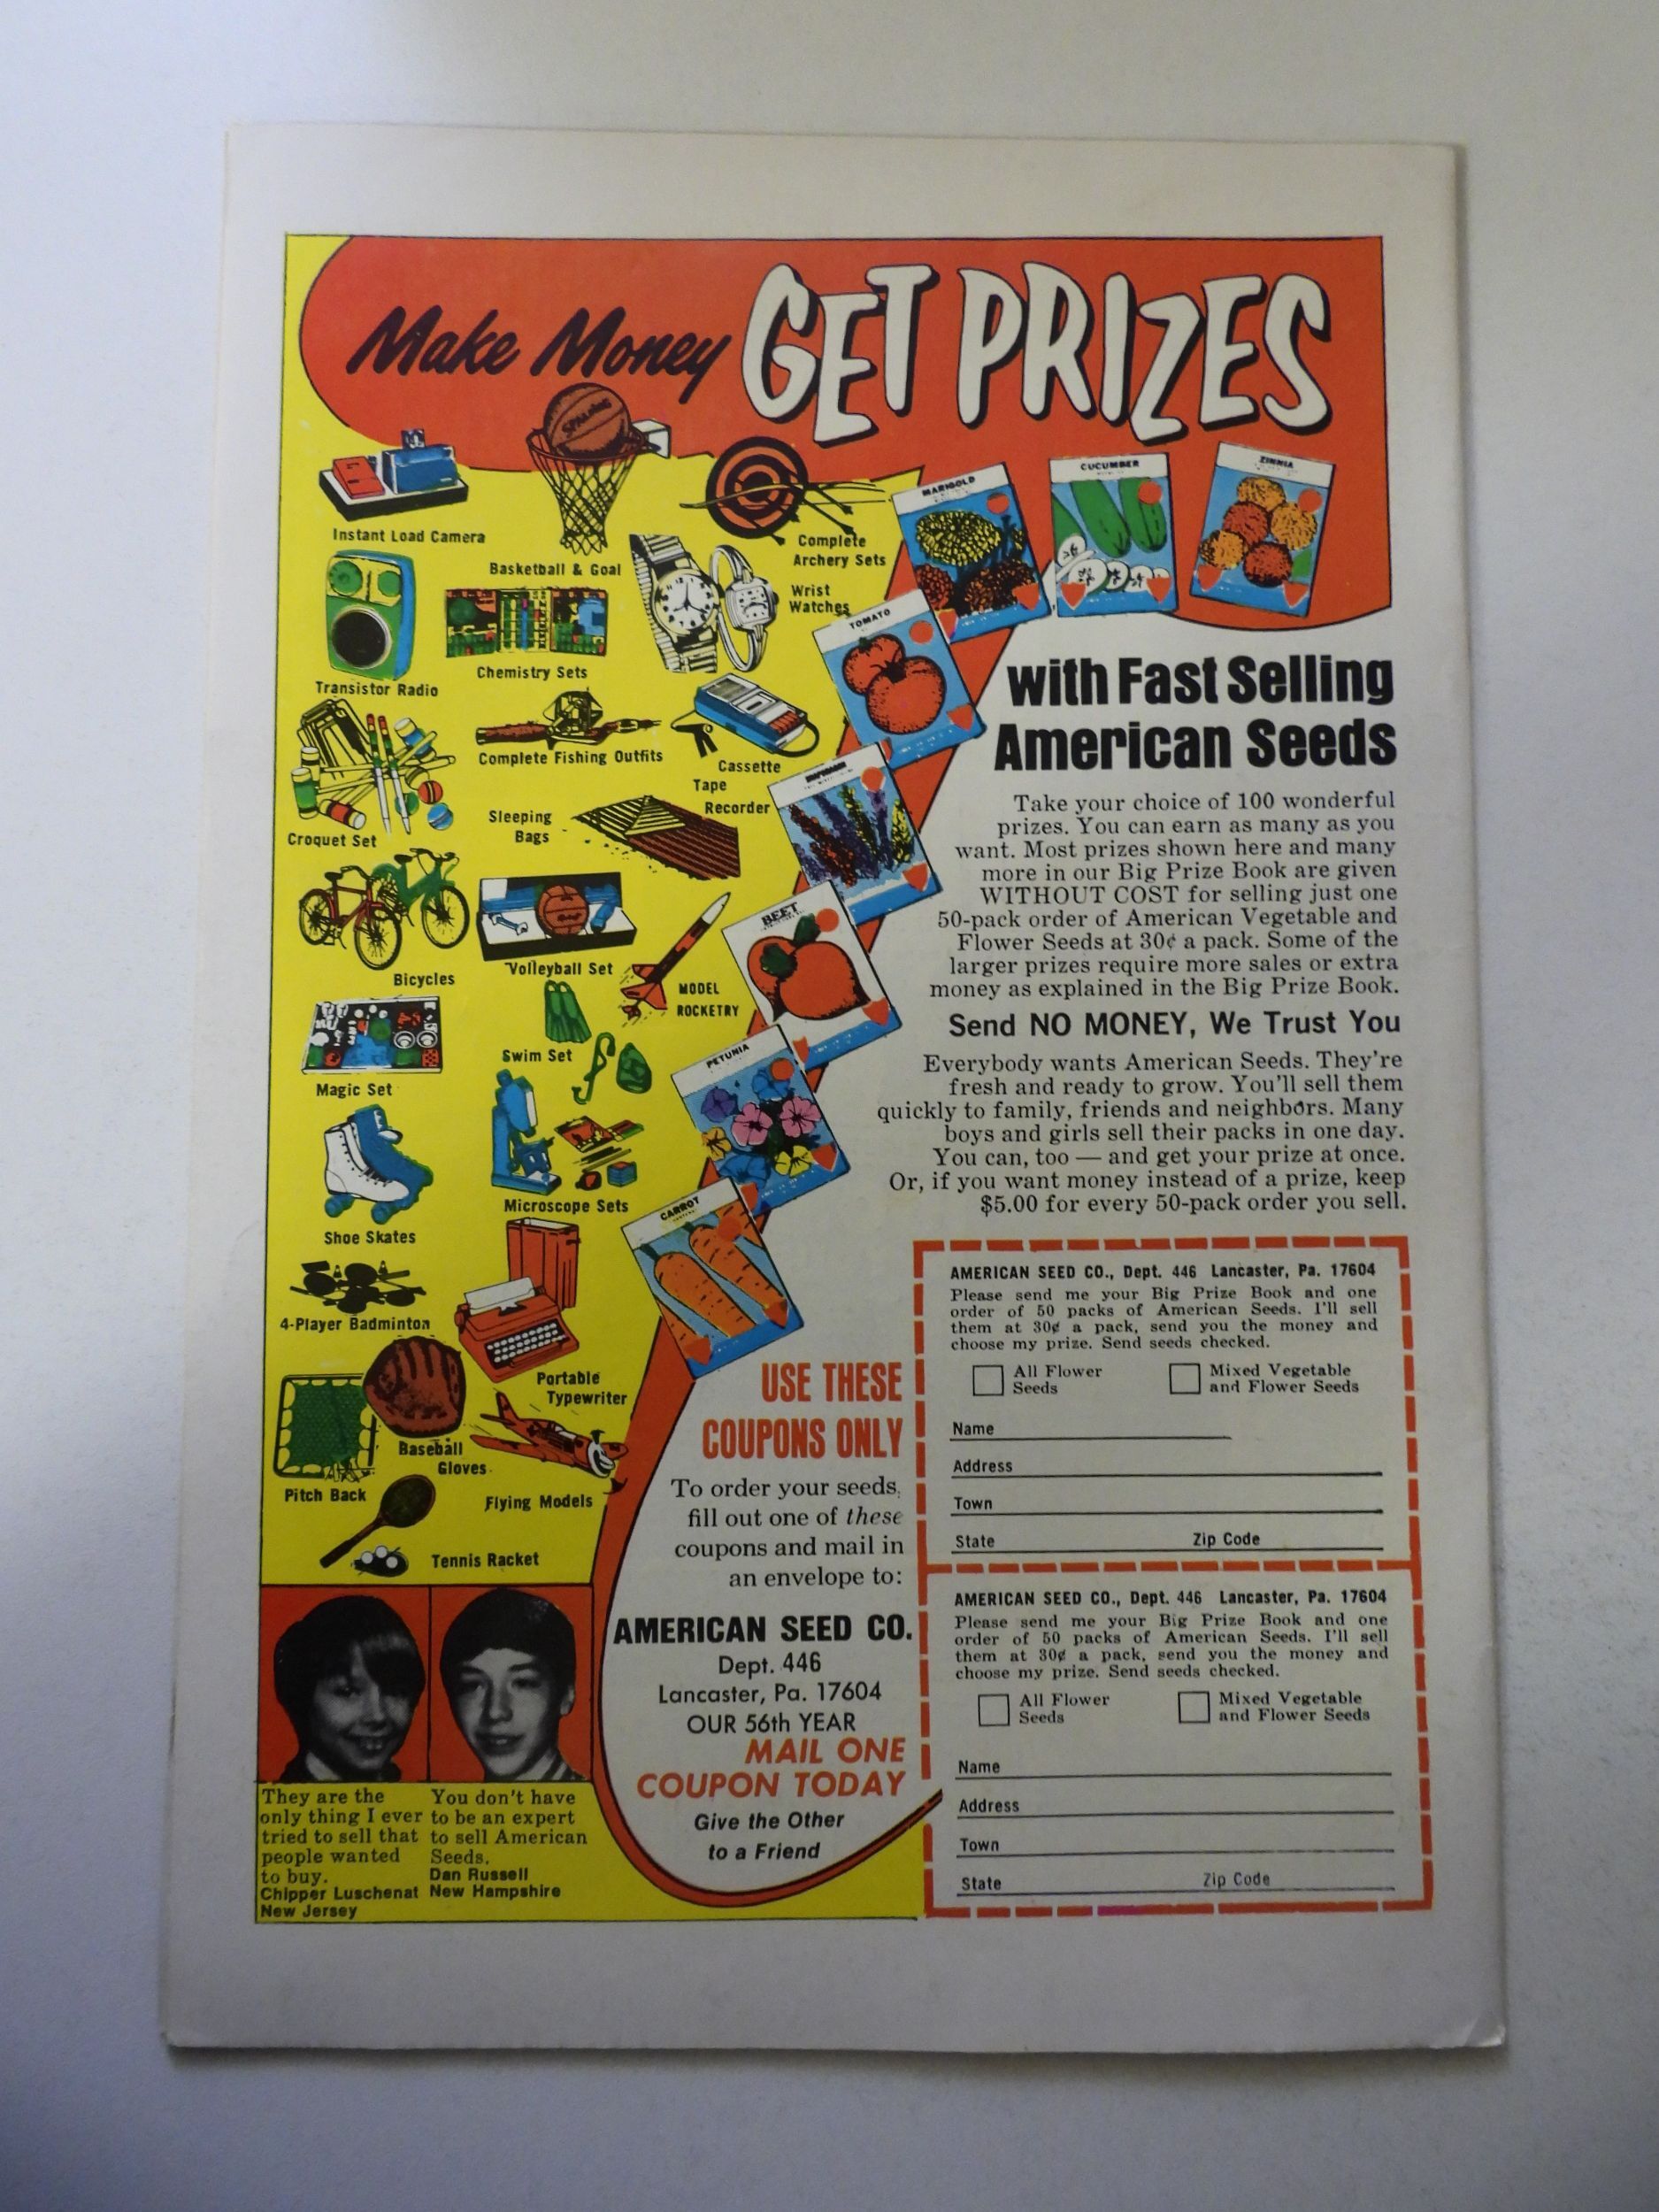 Make Money GET PRIZES
SPALDING
Instant Load Camera
Basketball & Goal
Complete
Archery Sets
Wrist
Watches
Transistor Radio
Chemistry Sets
Complete Fishing Outfits
Cassette
Tape
Recorder
Croquet Set
Sleeping
Bags
Bicycles
Volleyball Set
MODEL
ROCKETRY
Magic Set
Swim Set
Shoe Skates
Microscope Sets
4-Player Badminton
Portable
Typewriter
Pitch Back
Baseball
Gloves
Flying Models
Tennis Racket
MARIGOLD
CUCUMBER
ZINNIA
TOMATO
BEET
PETUNIA
CARROT
with Fast Selling
American Seeds
Take your choice of 100 wonderful
prizes. You can earn as many as you
want. Most prizes shown here and many
more in our Big Prize Book are given
WITHOUT COST for selling just one
50-pack order of American Vegetable and
Flower Seeds at 30¢ a pack. Some of the
larger prizes require more sales or extra
money as explained in the Big Prize Book.
Send NO MONEY, We Trust You
Everybody wants American Seeds. They're
fresh and ready to grow. You'll sell them
quickly to family, friends and neighbors. Many
boys and girls sell their packs in one day.
You can, too — and get your prize at once.
Or, if you want money instead of a prize, keep
$5.00 for every 50-pack order you sell.
USE THESE
COUPONS ONLY
To order your seeds,
fill out one of these
coupons and mail in
an envelope to:
AMERICAN SEED CO.
Dept. 446
Lancaster, Pa. 17604
OUR 56th YEAR
MAIL ONE
COUPON TODAY
Give the Other
to a Friend
AMERICAN SEED CO., Dept. 446 Lancaster, Pa. 17604
Please send me your Big Prize Book and one
order of 50 packs of American Seeds. I'll sell
them at 30¢ a pack, send you the money and
choose my prize. Send seeds checked.
All Flower
Seeds
Mixed Vegetable
and Flower Seeds
Name
Address
Town
State Zip Code
AMERICAN SEED CO., Dept. 446 Lancaster, Pa. 17604
Please send me your Big Prize Book and one
order of 50 packs of American Seeds. I'll sell
them at 30¢ a pack, send you the money and
choose my prize. Send seeds checked.
All Flower
Seeds
Mixed Vegetable
and Flower Seeds
Name
Address
Town
State Zip Code
They are the
only thing I ever
tried to sell that
people wanted
to buy.
Chipper Luschenat
New Jersey
You don't have
to be an expert
to sell American
Seeds.
Dan Russell
New Hampshire